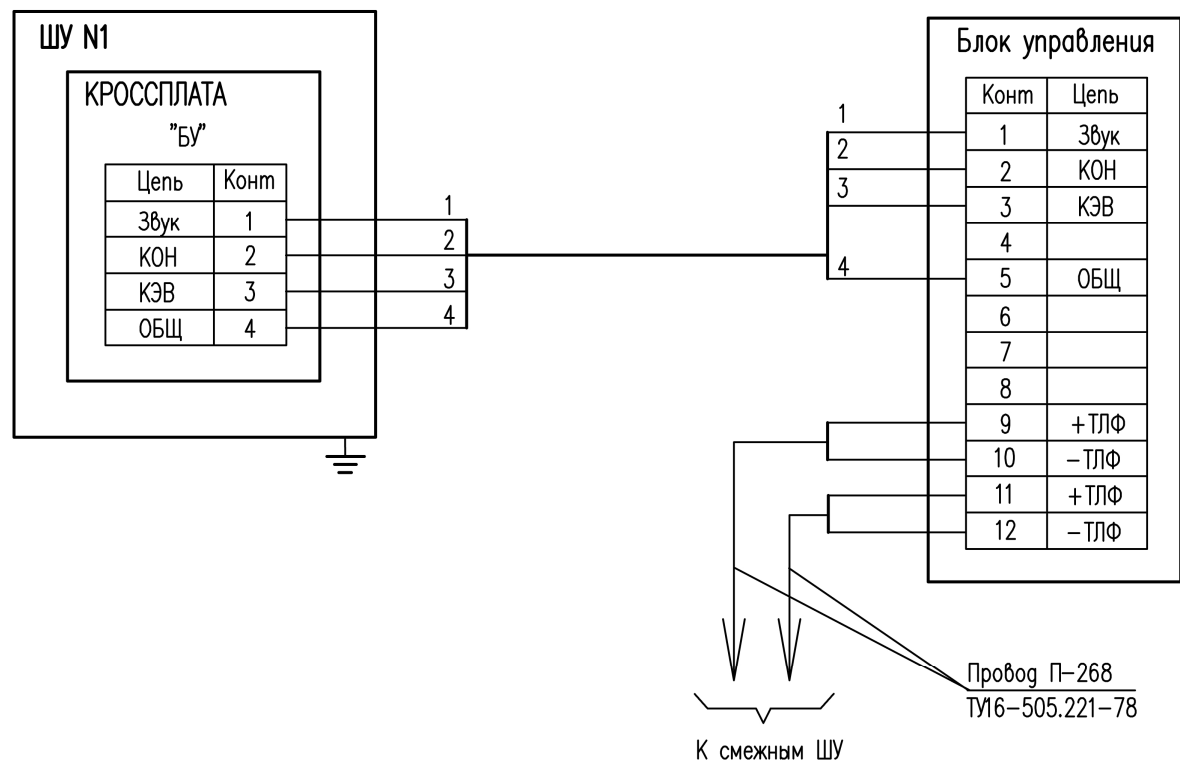 ШУ N1
КРОССПЛАТА
"БУ"
Цепь Конт
Звук 1
КОН 2
КЭВ 3
ОБЩ 4
1
2
3
4
1
2
3
4
Блок управления
Конт Цепь
1 Звук
2 КОН
3 КЭВ
4
5 ОБЩ
6
7
8
9 +ТЛФ
10 –ТЛФ
11 +ТЛФ
12 –ТЛФ
Провод П–268
ТУ16–505.221–78
К смежным ШУ